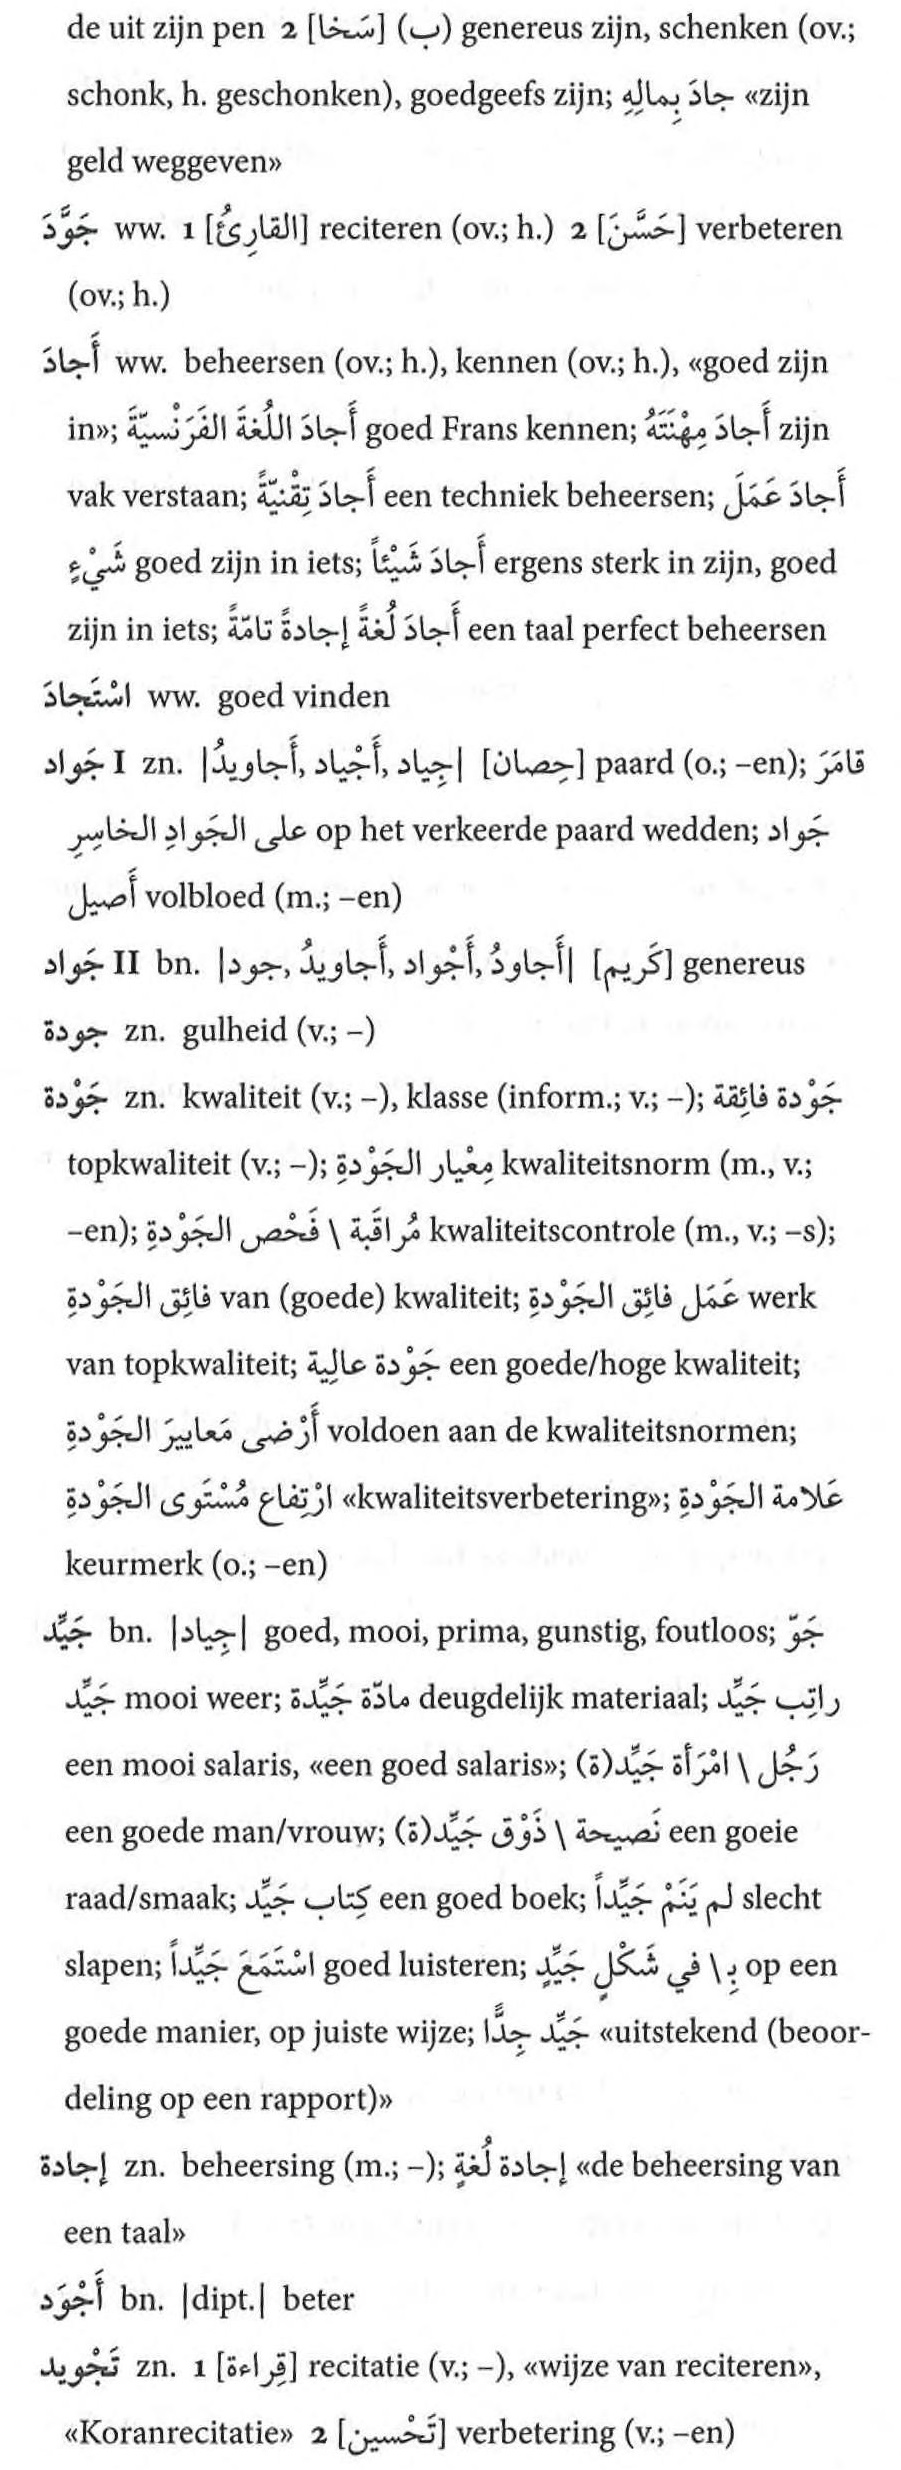 de uit zijn pen 2 [سَخا] (ب) genereus zijn, schenken (ov.;
schonk, h. geschonken), goedgeefs zijn; جادَ بِمالِهِ «zijn
geld weggeven»
جَوَّدَ ww. 1 [القارِئُ] reciteren (ov.; h.) 2 [حَسَّنَ] verbeteren
(ov.; h.)
أَجادَ ww. beheersen (ov.; h.), kennen (ov.; h.), «goed zijn
in»; أَجادَ اللُغةَ الفَرَنْسيّةَ goed Frans kennen; أَجادَ مِهْنَتَهُ zijn
vak verstaan; أَجادَ تِقْنيّةً een techniek beheersen; أَجادَ عَمَلَ
شَيْءٍ goed zijn in iets; أَجادَ شَيْئاً ergens sterk in zijn, goed
zijn in iets; أَجادَ لُغةً إجادةً تامّةً een taal perfect beheersen
اسْتَجادَ ww. goed vinden
جَواد I zn. |جِياد, أَجْياد, أَجاويدُ| [حِصان] paard (o.; –en); قامَرَ
على الجَوادِ الخاسِرِ op het verkeerde paard wedden; جَواد
أَصيل volbloed (m.; –en)
جَواد II bn. |أَجاودُ, أَجْواد, أَجاويدُ, جود| [كَريم] genereus
جودة zn. gulheid (v.; –)
جَوْدة zn. kwaliteit (v.; –), klasse (inform.; v.; –); جَوْدة فائِقة
topkwaliteit (v.; –); مِعْيار الجَوْدةِ kwaliteitsnorm (m., v.;
–en); مُراقَبة \ فَحْص الجَوْدةِ kwaliteitscontrole (m., v.; –s);
فائِق الجَوْدةِ van (goede) kwaliteit; عَمَل فائِق الجَوْدةِ werk
van topkwaliteit; جَوْدة عالِية een goede/hoge kwaliteit;
أَرْضى مَعاييرَ الجَوْدةِ voldoen aan de kwaliteitsnormen;
ارْتِفاع مُسْتَوى الجَوْدةِ «kwaliteitsverbetering»; عَلامة الجَوْدةِ
keurmerk (o.; –en)
جَيِّد bn. |جِياد| goed, mooi, prima, gunstig, foutloos; جَوّ
جَيِّد mooi weer; مادّة جَيِّدة deugdelijk materiaal; راتِب جَيِّد
een mooi salaris, «een goed salaris»; رَجُل \ امْرَأة جَيِّد(ة)
een goede man/vrouw; نَصيحة \ ذَوْق جَيِّد(ة) een goeie
raad/smaak; كِتاب جَيِّد een goed boek; لم يَنَمْ جَيِّداً slecht
slapen; اسْتَمَعَ جَيِّداً goed luisteren; بِـ \ في شَكْلٍ جَيِّدٍ op een
goede manier, op juiste wijze; جَيِّد جِدًّا «uitstekend (beoor-
deling op een rapport)»
إجادة zn. beheersing (m.; –); إجادة لُغةٍ «de beheersing van
een taal»
أَجْوَد bn. |dipt.| beter
تَجْويد zn. 1 [قِراءة] recitatie (v.; –), «wijze van reciteren»,
«Koranrecitatie» 2 [تَحْسين] verbetering (v.; –en)